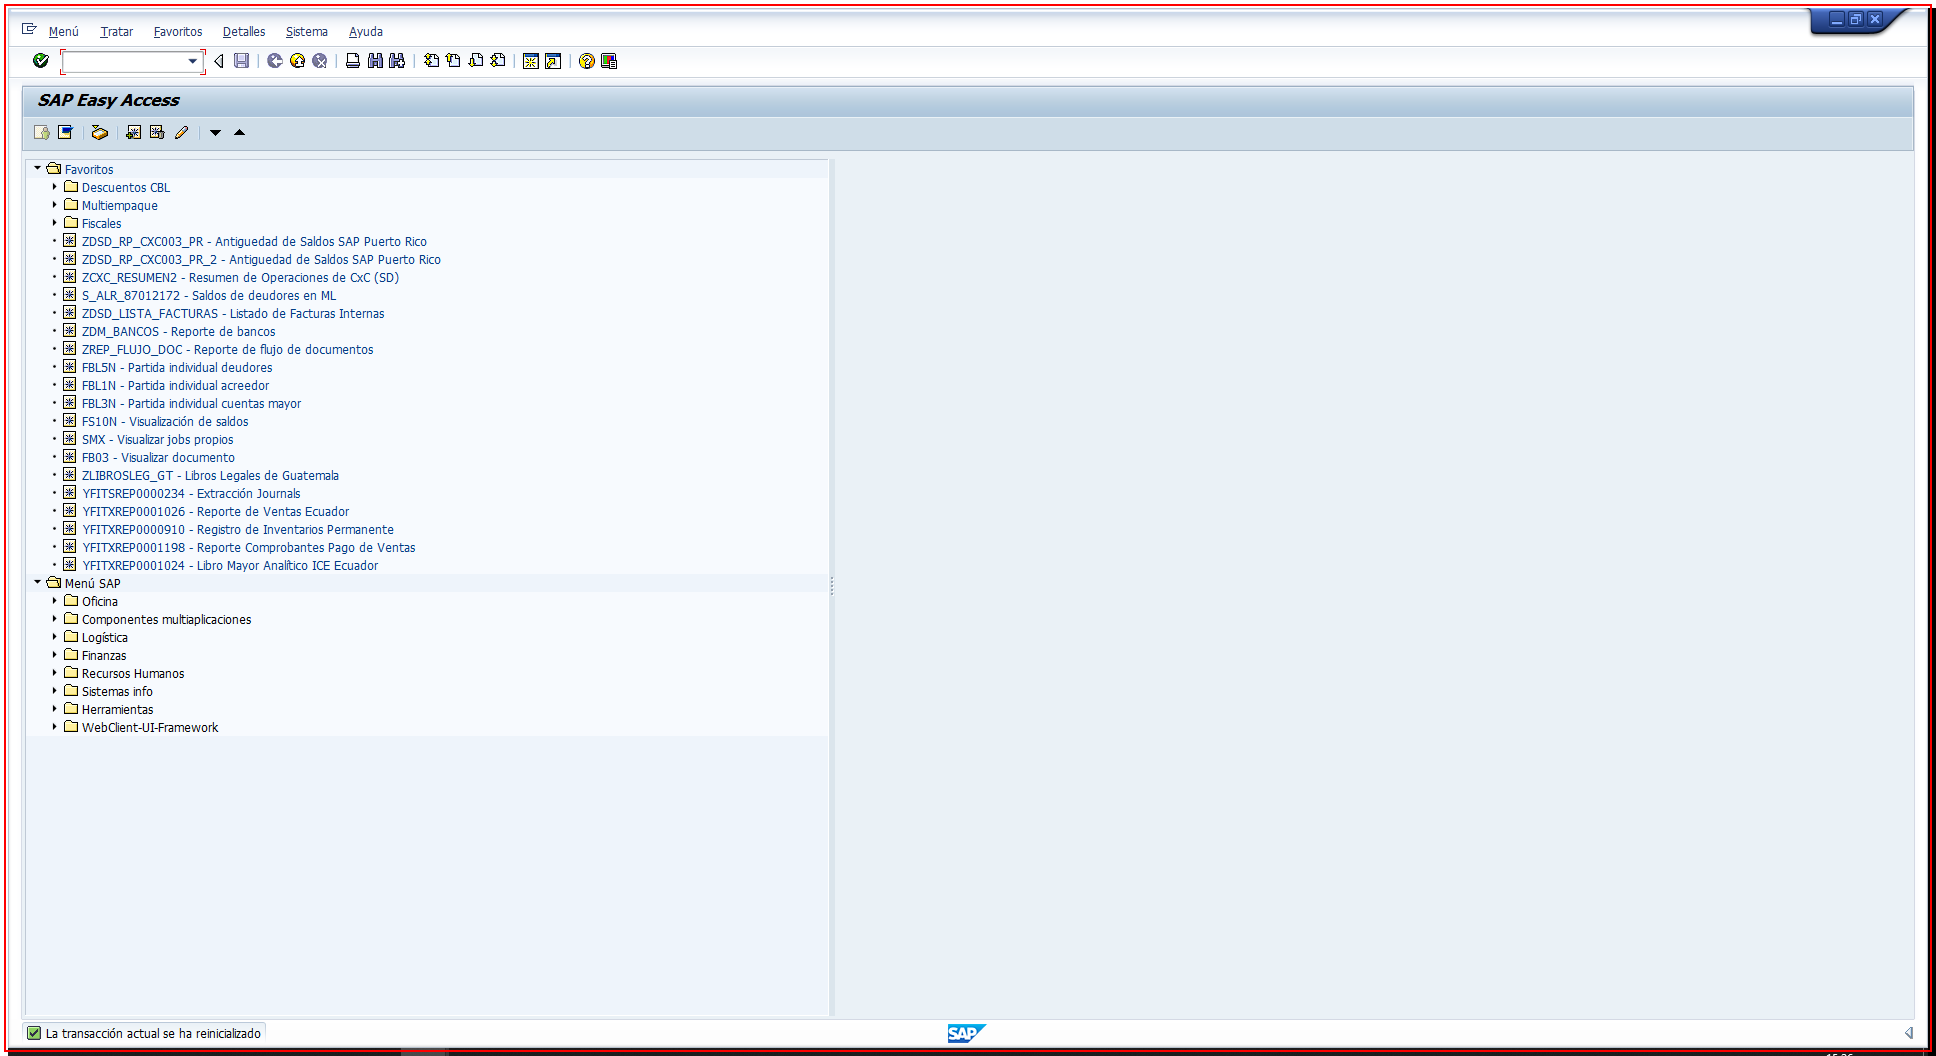 Menú Tratar Favoritos Detalles Sistema Ayuda
SAP Easy Access
Favoritos
Descuentos CBL
Multiempaque
Fiscales
ZDSD_RP_CXC003_PR - Antiguedad de Saldos SAP Puerto Rico
ZDSD_RP_CXC003_PR_2 - Antiguedad de Saldos SAP Puerto Rico
ZCXC_RESUMEN2 - Resumen de Operaciones de CxC (SD)
S_ALR_87012172 - Saldos de deudores en ML
ZDSD_LISTA_FACTURAS - Listado de Facturas Internas
ZDM_BANCOS - Reporte de bancos
ZREP_FLUJO_DOC - Reporte de flujo de documentos
FBL5N - Partida individual deudores
FBL1N - Partida individual acreedor
FBL3N - Partida individual cuentas mayor
FS10N - Visualización de saldos
SMX - Visualizar jobs propios
FB03 - Visualizar documento
ZLIBROSLEG_GT - Libros Legales de Guatemala
YFITSREP0000234 - Extracción Journals
YFITXREP0001026 - Reporte de Ventas Ecuador
YFITXREP0000910 - Registro de Inventarios Permanente
YFITXREP0001198 - Reporte Comprobantes Pago de Ventas
YFITXREP0001024 - Libro Mayor Analítico ICE Ecuador
Menú SAP
Oficina
Componentes multiaplicaciones
Logística
Finanzas
Recursos Humanos
Sistemas info
Herramientas
WebClient-UI-Framework
La transacción actual se ha reinicializado
SAP